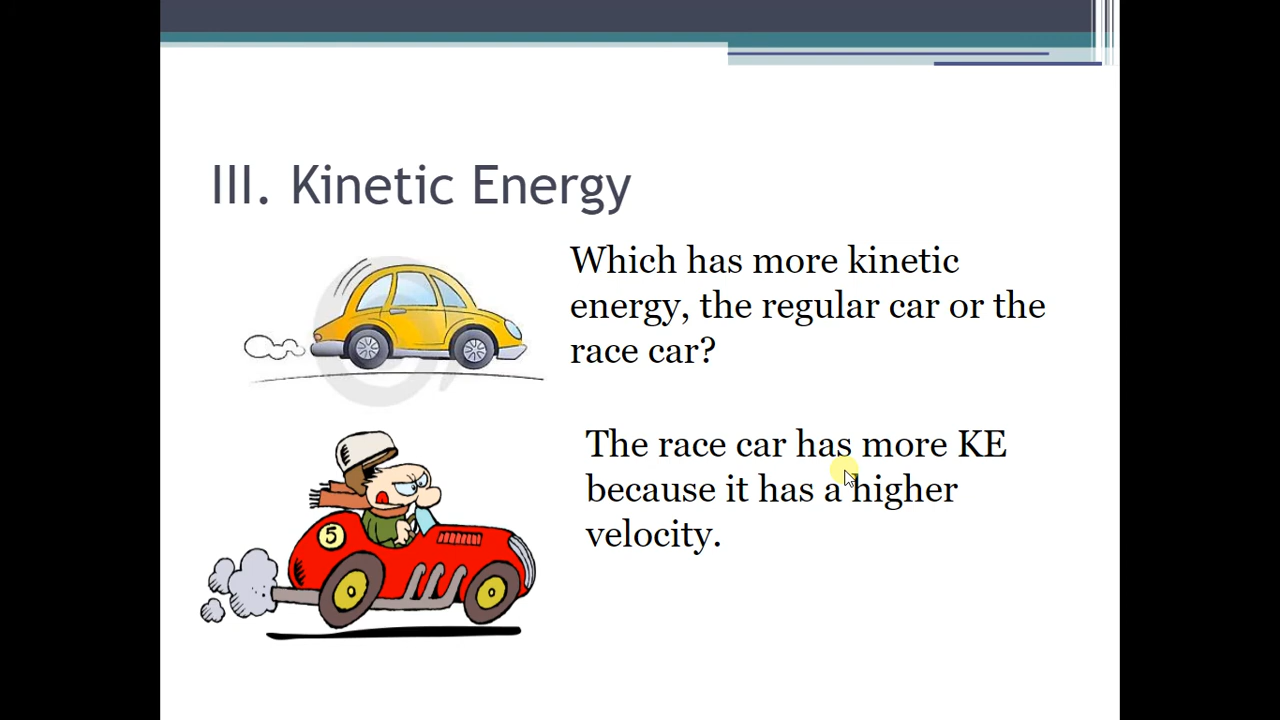 III. Kinetic Energy
Which has more kinetic
energy, the regular car or the
race car?
The race car has more KE
because it has a higher
velocity.
5